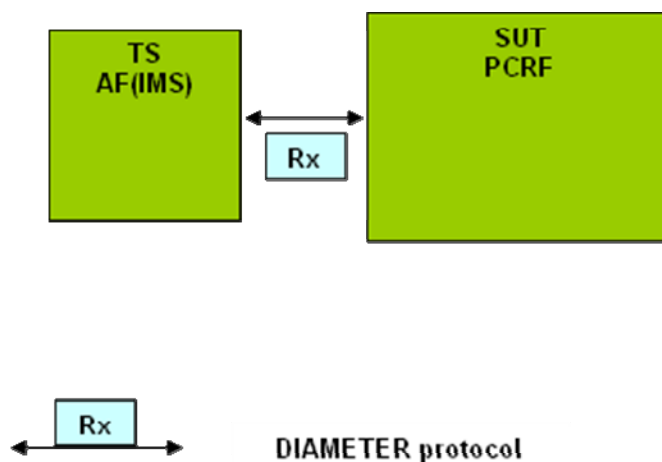 TS
AF(IMS)
SUT
PCRF
Rx
Rx
DIAMETER protocol